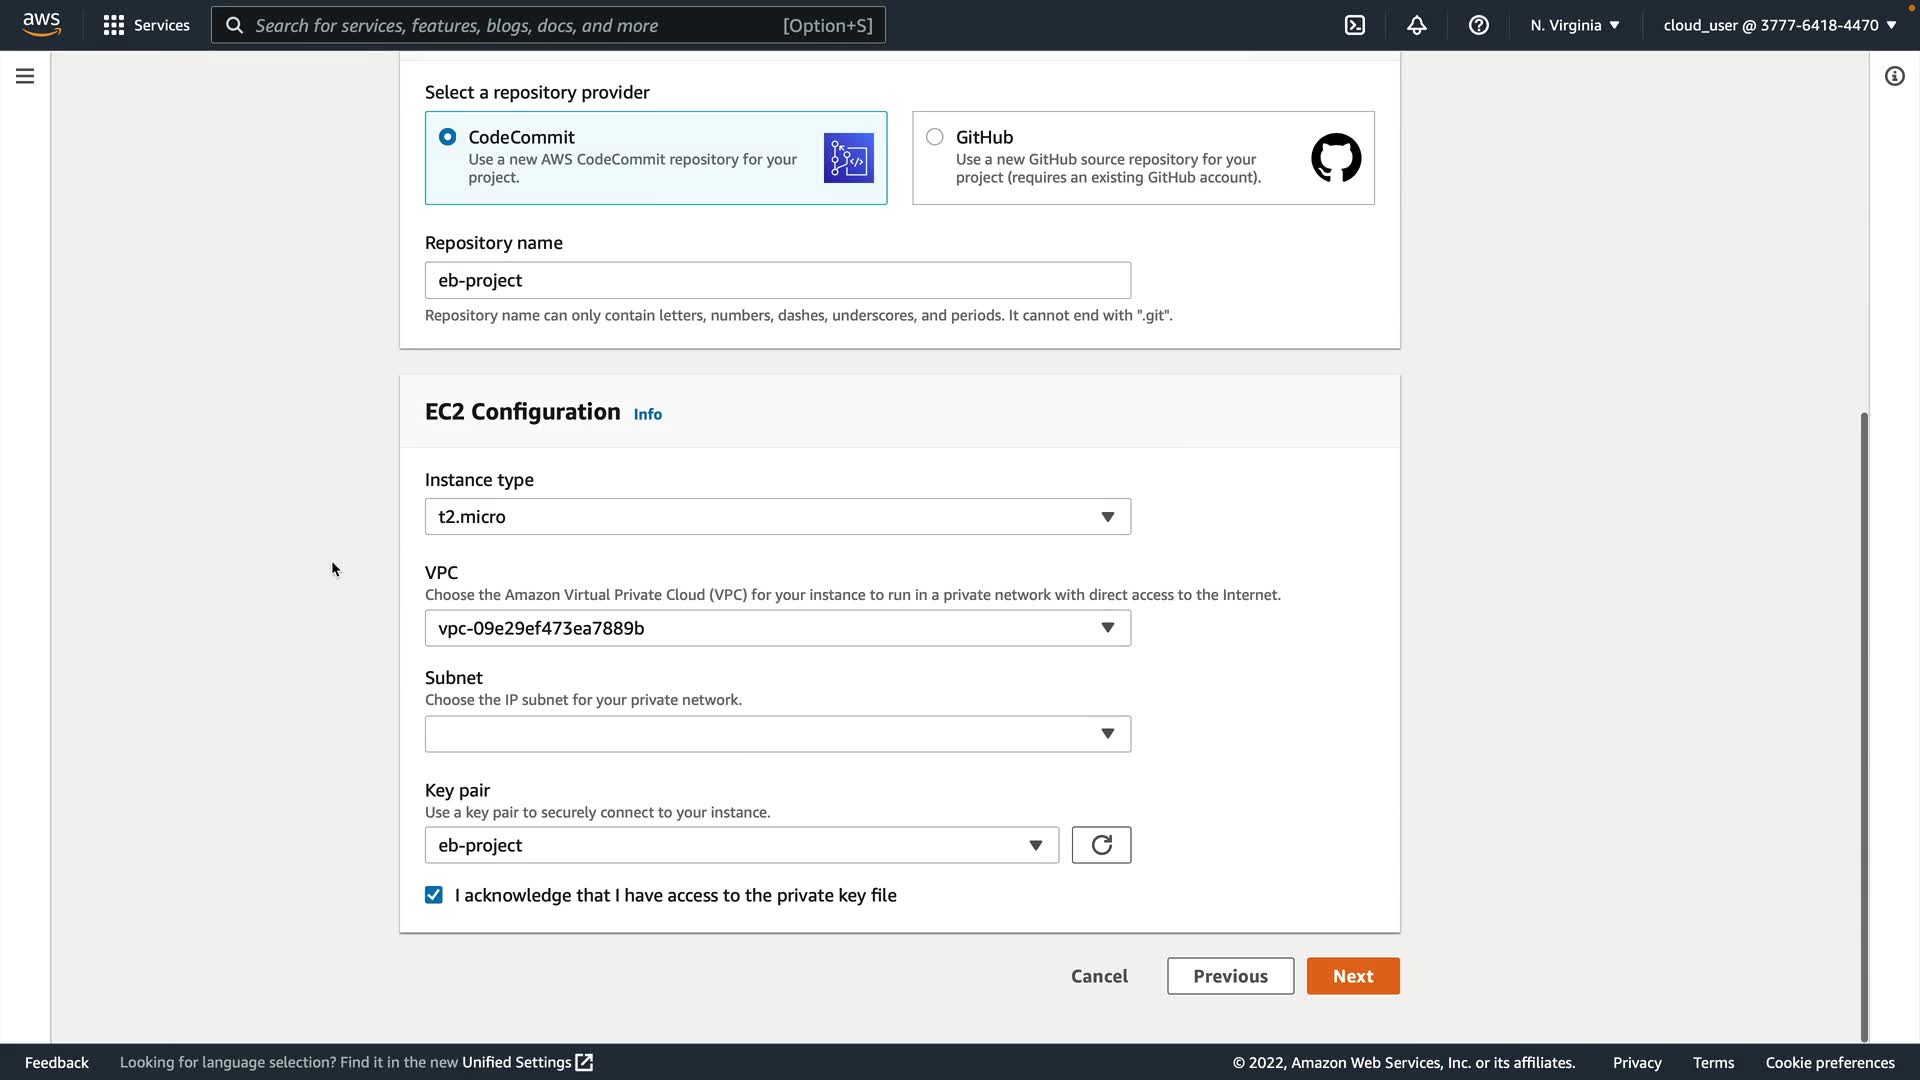 aws
Services
Search for services, features, blogs, docs, and more
[Option+S]
N. Virginia
cloud_user @ 3777-6418-4470
Select a repository provider
CodeCommit
Use a new AWS CodeCommit repository for your
project.
GitHub
Use a new GitHub source repository for your
project (requires an existing GitHub account).
Repository name
eb-project
Repository name can only contain letters, numbers, dashes, underscores, and periods. It cannot end with ".git".
EC2 Configuration Info
Instance type
t2.micro
VPC
Choose the Amazon Virtual Private Cloud (VPC) for your instance to run in a private network with direct access to the Internet.
vpc-09e29ef473ea7889b
Subnet
Choose the IP subnet for your private network.
Key pair
Use a key pair to securely connect to your instance.
eb-project
I acknowledge that I have access to the private key file
Cancel
Previous
Next
Feedback
Looking for language selection? Find it in the new Unified Settings
© 2022, Amazon Web Services, Inc. or its affiliates.
Privacy
Terms
Cookie preferences